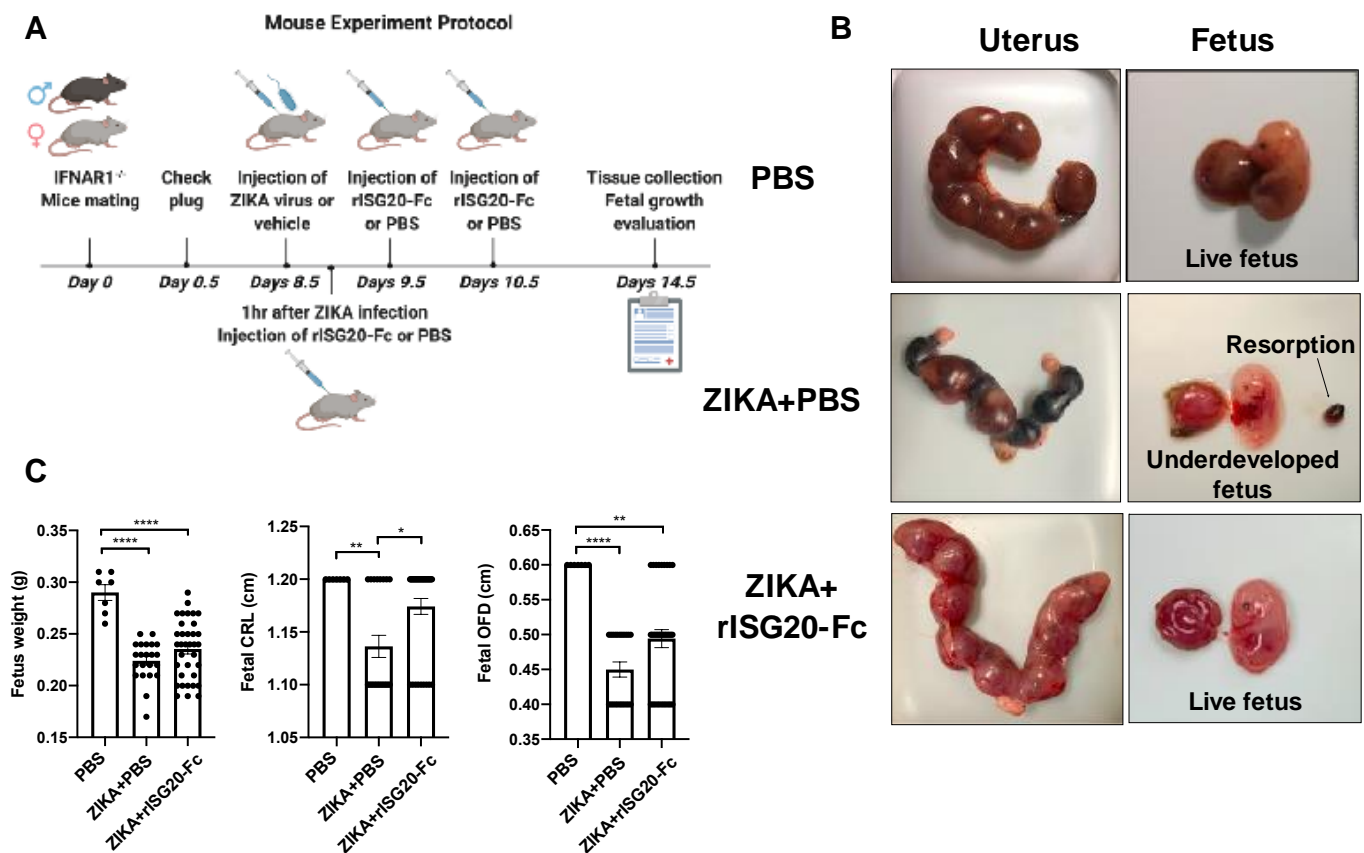 A
Mouse Experiment Protocol
IFNAR1-/-
Mice mating
Check
plug
Injection of
ZIKA virus or
vehicle
Injection of
rISG20-Fc
or PBS
Injection of
rISG20-Fc
or PBS
Tissue collection
Fetal growth
evaluation
Day 0
Day 0.5
Days 8.5
Days 9.5
Days 10.5
Days 14.5
1hr after ZIKA infection
Injection of rISG20-Fc or PBS
B
Uterus
Fetus
PBS
Live fetus
ZIKA+PBS
Resorption
Underdeveloped
fetus
ZIKA+
rISG20-Fc
Live fetus
C
Fetus weight (g)
0.35
0.30
0.25
0.20
0.15
****
****
PBS
ZIKA+PBS
ZIKA+rISG20-Fc
Fetal CRL (cm)
1.25
1.20
1.15
1.10
1.05
**
*
PBS
ZIKA+PBS
ZIKA+rISG20-Fc
Fetal OFD (cm)
0.65
0.60
0.55
0.50
0.45
0.40
0.35
**
****
PBS
ZIKA+PBS
ZIKA+rISG20-Fc